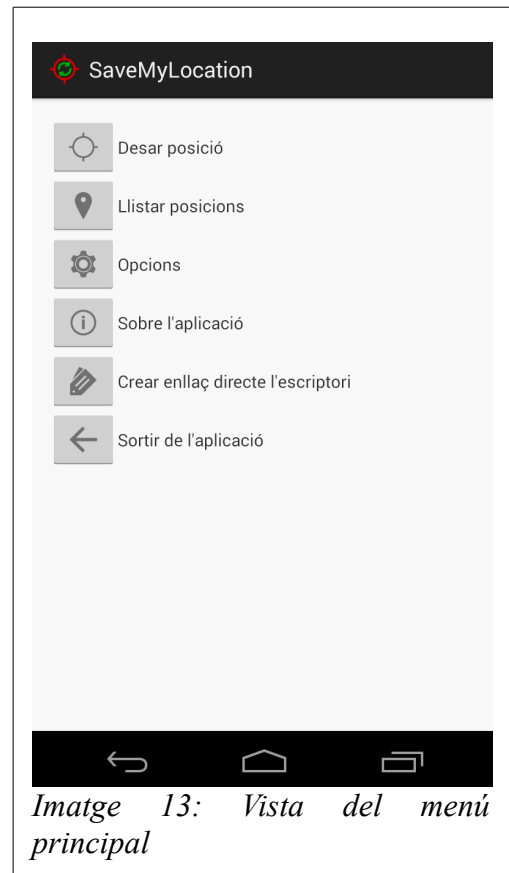 SaveMyLocation
Desar posició
Llistar posicions
Opcions
Sobre l'aplicació
Crear enllaç directe l'escriptori
Sortir de l'aplicació
Imatge 13: Vista del menú
principal